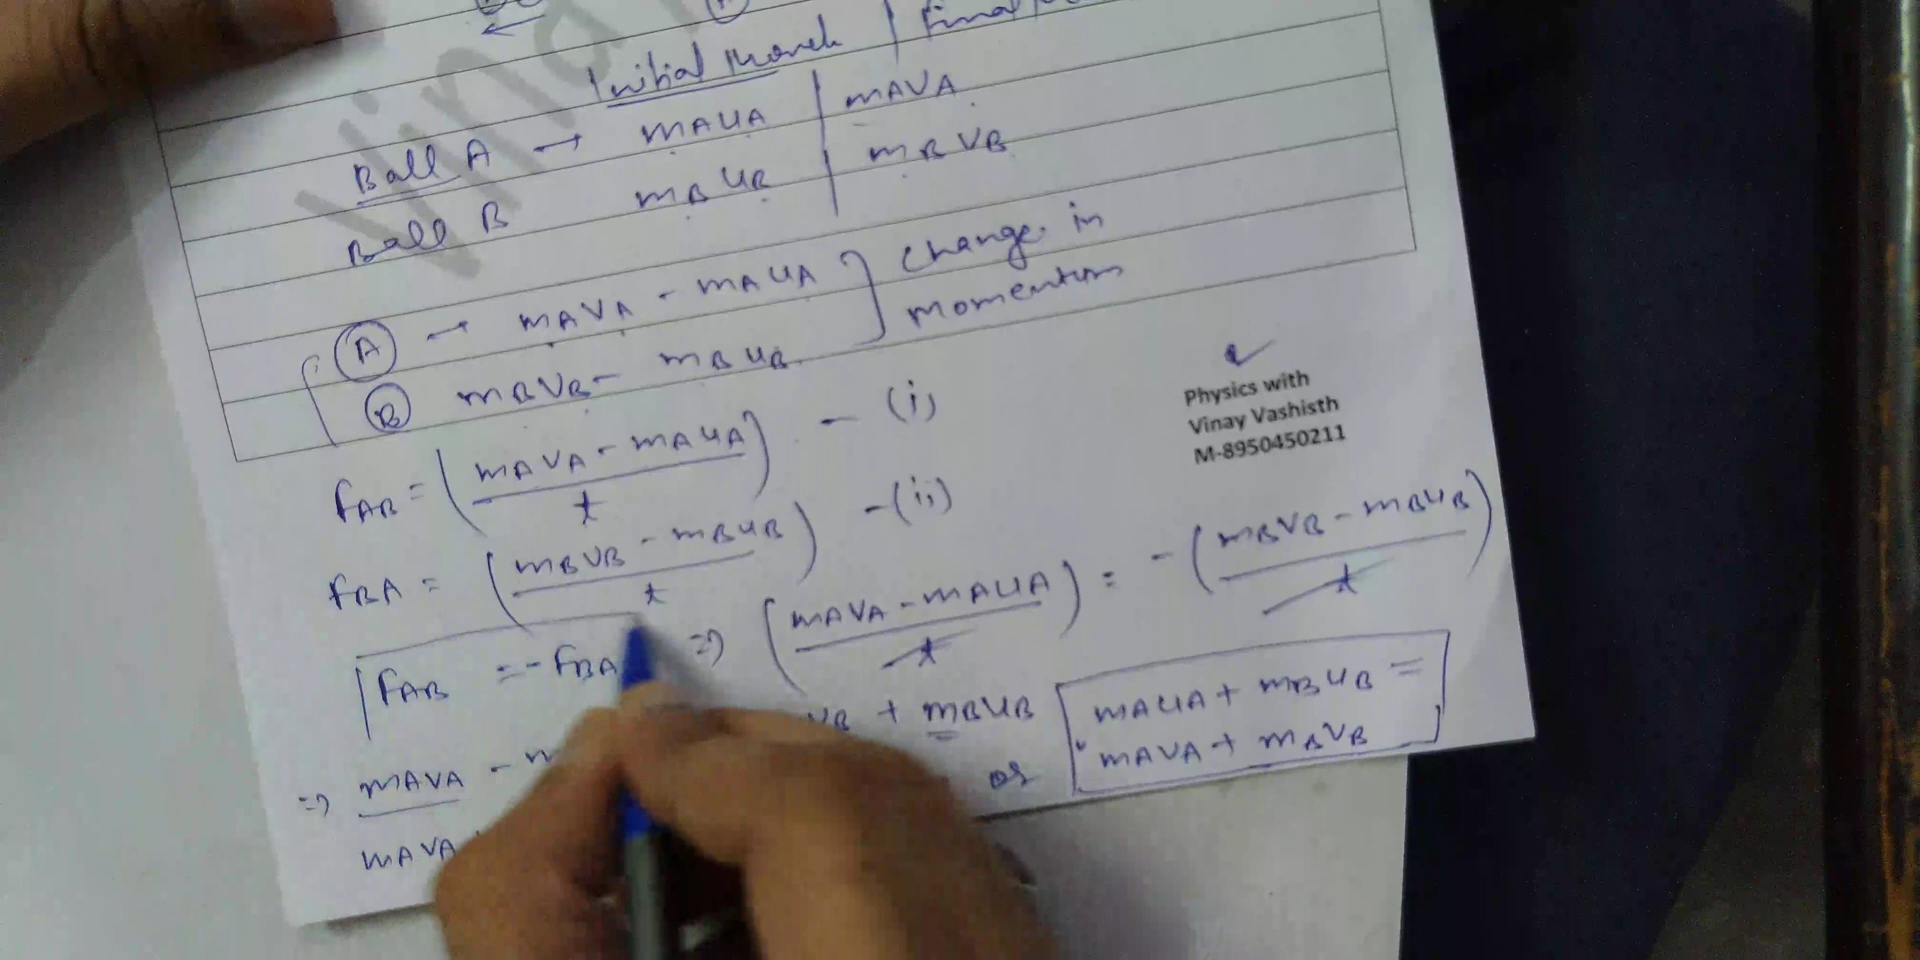 Initial | Final
Ball A → mAuA | mAvA
Ball B mBuB | mBvB
(A) → mAvA - mAuA
(B) mBvB - mBuB
change in
momentum
FAB = (mAvA - mAuA / t) - (i)
FBA = (mBvB - mBuB / t) - (ii)
Physics with
Vinay Vashisth
M-8950450211
FAB = - FBA ⇒ (mAvA - mAuA / t) = - (mBvB - mBuB / t)
⇒ mAvA - vB + mBuB
mAvA or
mAuA + mBuB =
mAvA + mBvB